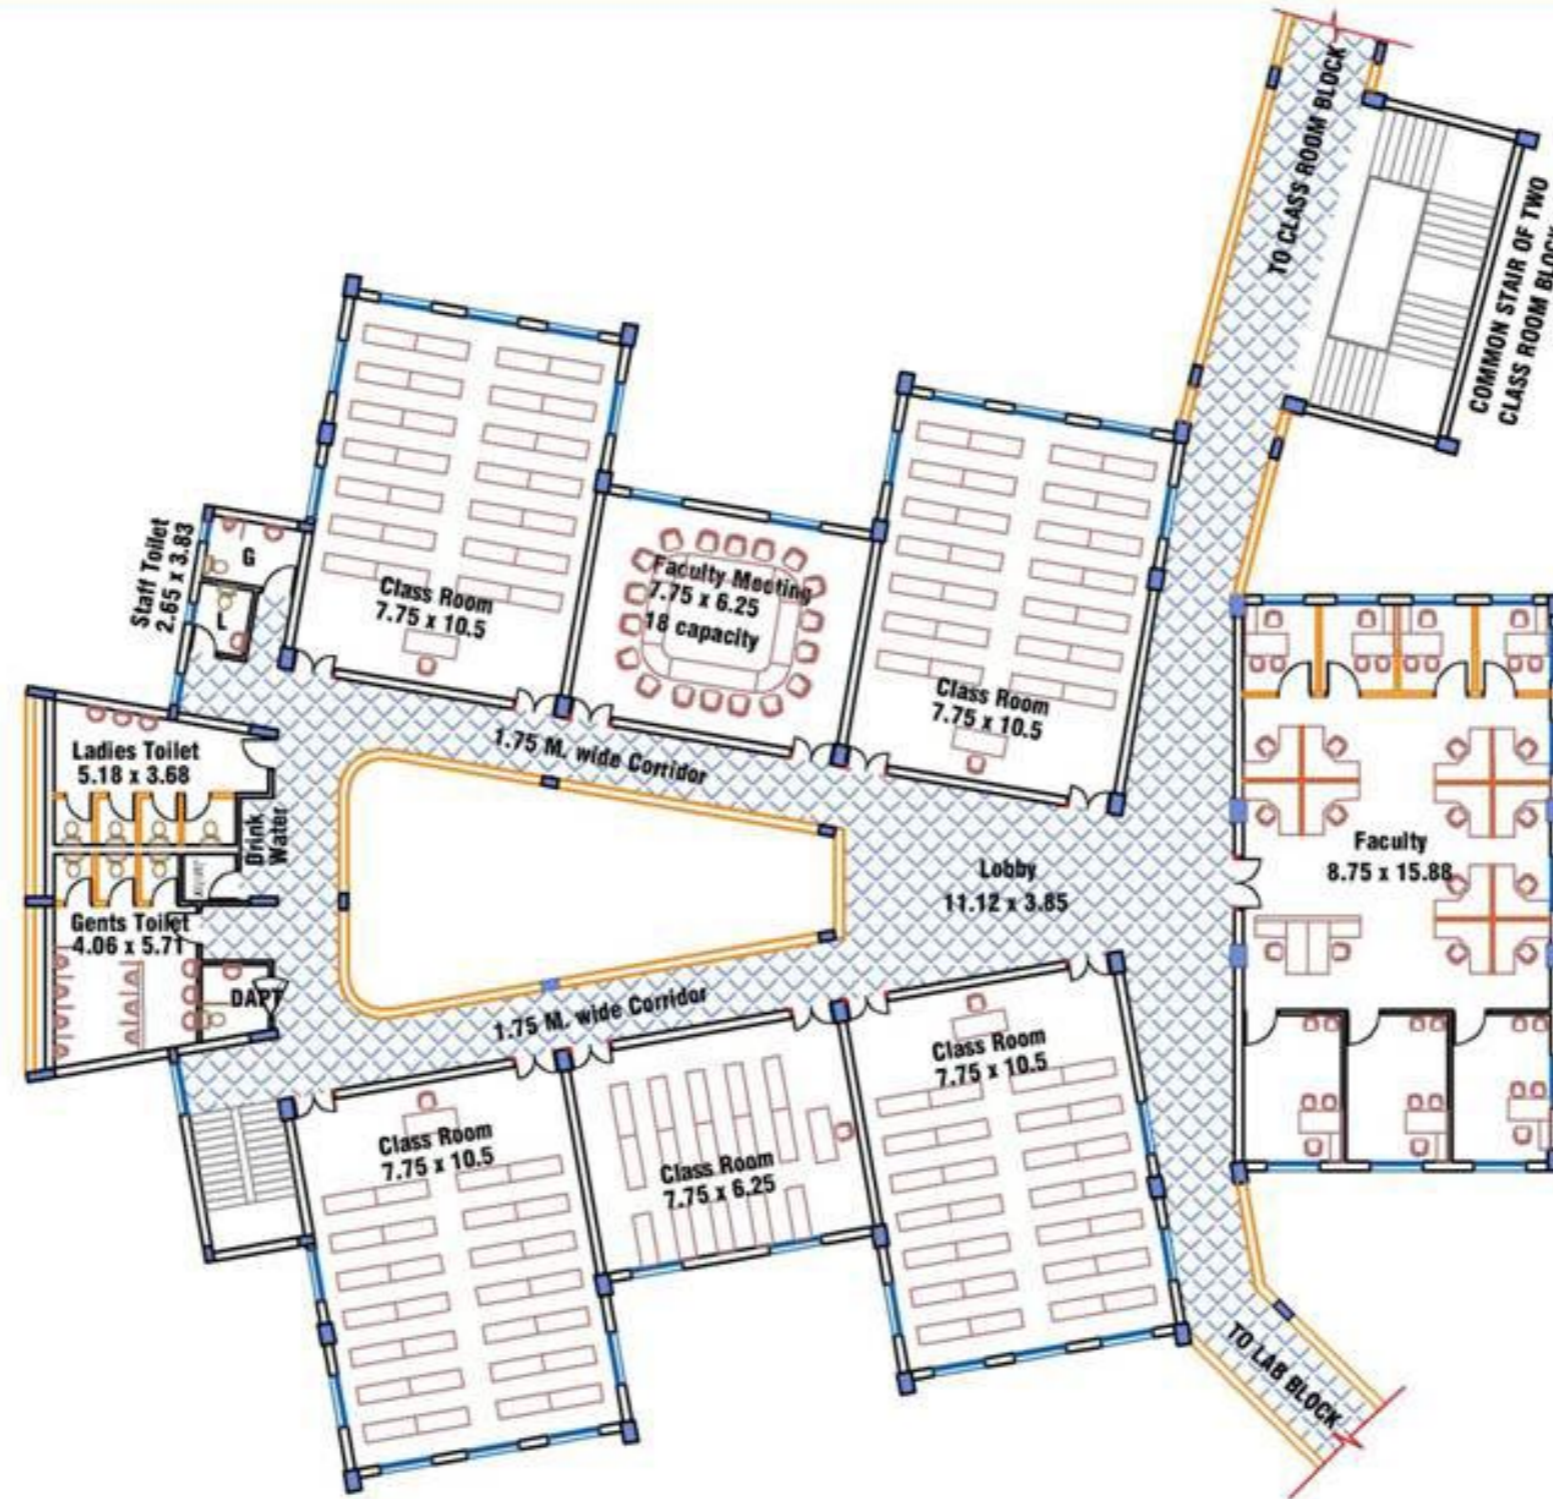 TO CLASS ROOM BLOCK
COMMON STAIR OF TWO
CLASS ROOM BLOCK
Staff Toilet
2.65 x 3.83
G
L
Class Room
7.75 x 10.5
Faculty Meeting
7.75 x 6.25
18 capacity
Class Room
7.75 x 10.5
1.75 M. wide Corridor
Ladies Toilet
5.18 x 3.68
Drink
Water
Gents Toilet
4.06 x 5.71
DAPT
Lobby
11.12 x 3.85
Faculty
8.75 x 15.88
1.75 M. wide Corridor
Class Room
7.75 x 10.5
Class Room
7.75 x 6.25
Class Room
7.75 x 10.5
TO LAB BLOCK